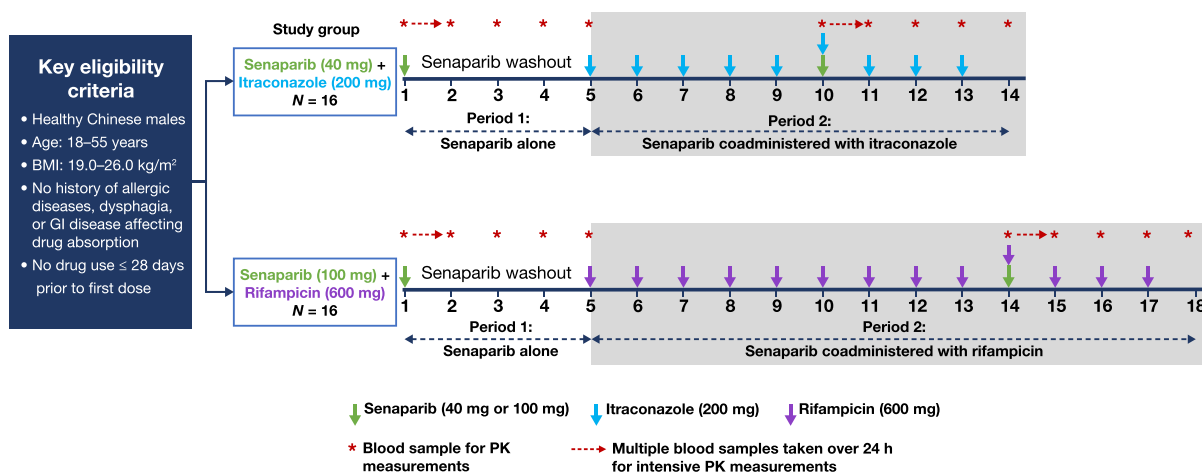 Key eligibility
criteria
• Healthy Chinese males
• Age: 18–55 years
• BMI: 19.0–26.0 kg/m²
• No history of allergic
diseases, dysphagia,
or GI disease affecting
drug absorption
• No drug use ≤ 28 days
prior to first dose
Study group
Senaparib (40 mg) +
Itraconazole (200 mg)
N = 16
* * * * * * * * * *
Senaparib washout
1 2 3 4 5 6 7 8 9 10 11 12 13 14
Period 1:
Senaparib alone
Period 2:
Senaparib coadministered with itraconazole
Senaparib (100 mg) +
Rifampicin (600 mg)
N = 16
* * * * * * * * * *
Senaparib washout
1 2 3 4 5 6 7 8 9 10 11 12 13 14 15 16 17 18
Period 1:
Senaparib alone
Period 2:
Senaparib coadministered with rifampicin
Senaparib (40 mg or 100 mg)
Itraconazole (200 mg)
Rifampicin (600 mg)
* Blood sample for PK
measurements
Multiple blood samples taken over 24 h
for intensive PK measurements